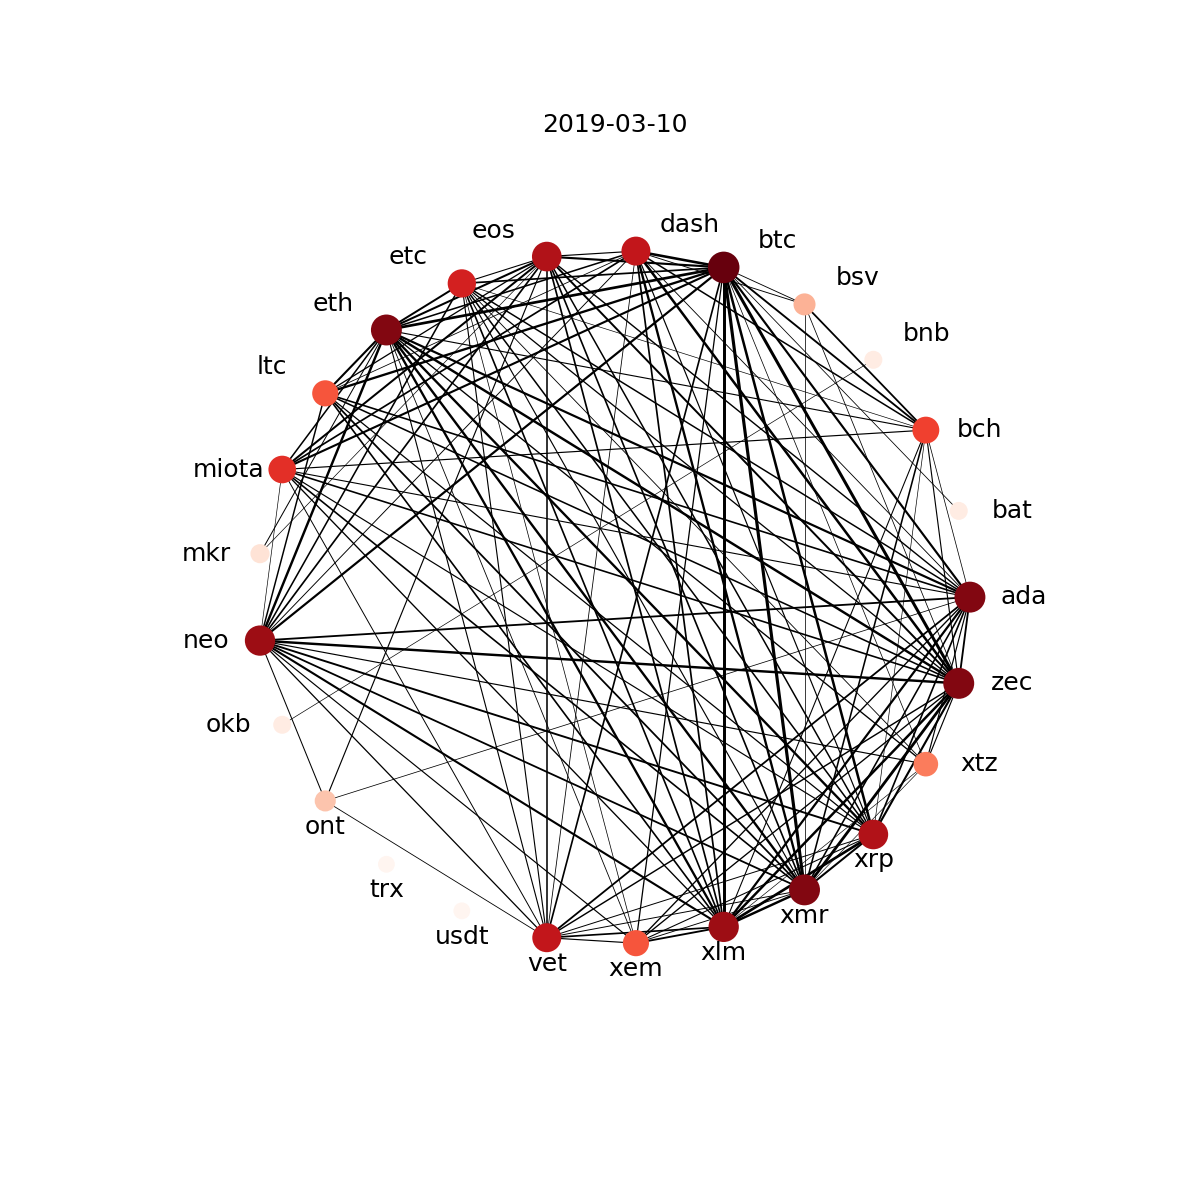 2019-03-10
dash
eos
btc
etc
bsv
eth
bnb
ltc
bch
miota
bat
mkr
ada
neo
zec
okb
xtz
ont
xrp
trx
xmr
usdt
xlm
vet
xem